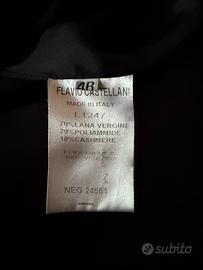 46
FLAVIO CASTELLANI
MADE IN ITALY
L1247
70%LANA VERGINE
20%POLIAMMIDE
10%CASHMERE
NEG 24551
subito